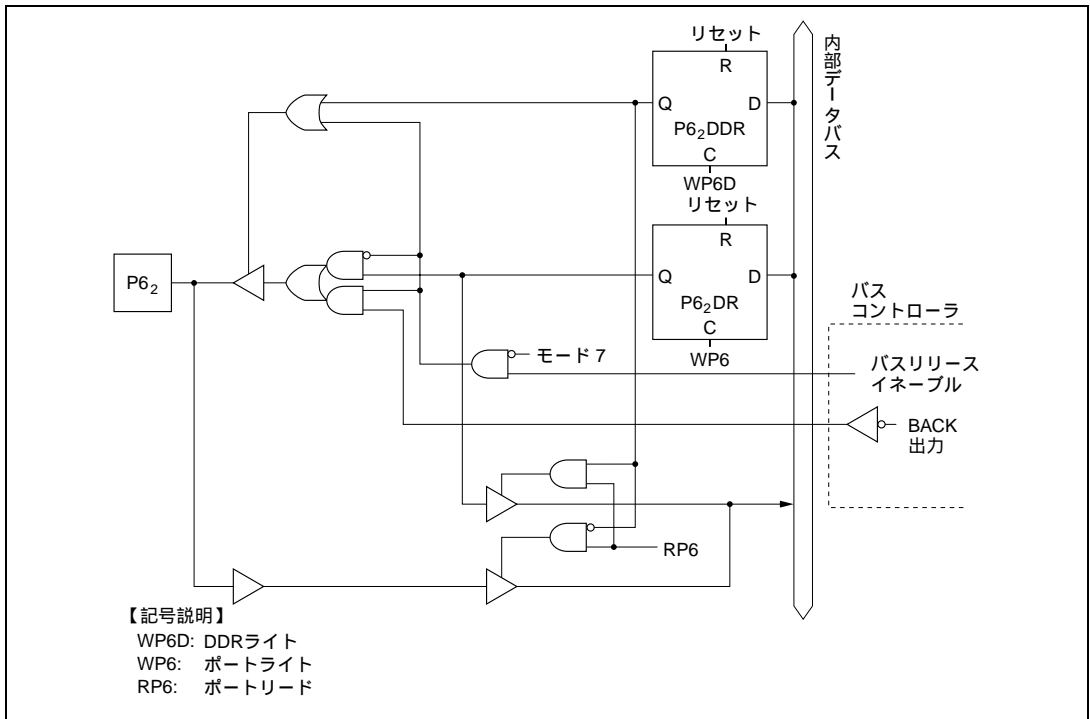 リセット
R
Q
D
P6₂DDR
C
WP6D
内部データバス
リセット
R
Q
D
P6₂DR
C
WP6
P6₂
バス
コントローラ
モード7
バスリリース
イネーブル
BACK
出力
RP6
【記号説明】
WP6D: DDRライト
WP6: ポートライト
RP6: ポートリード